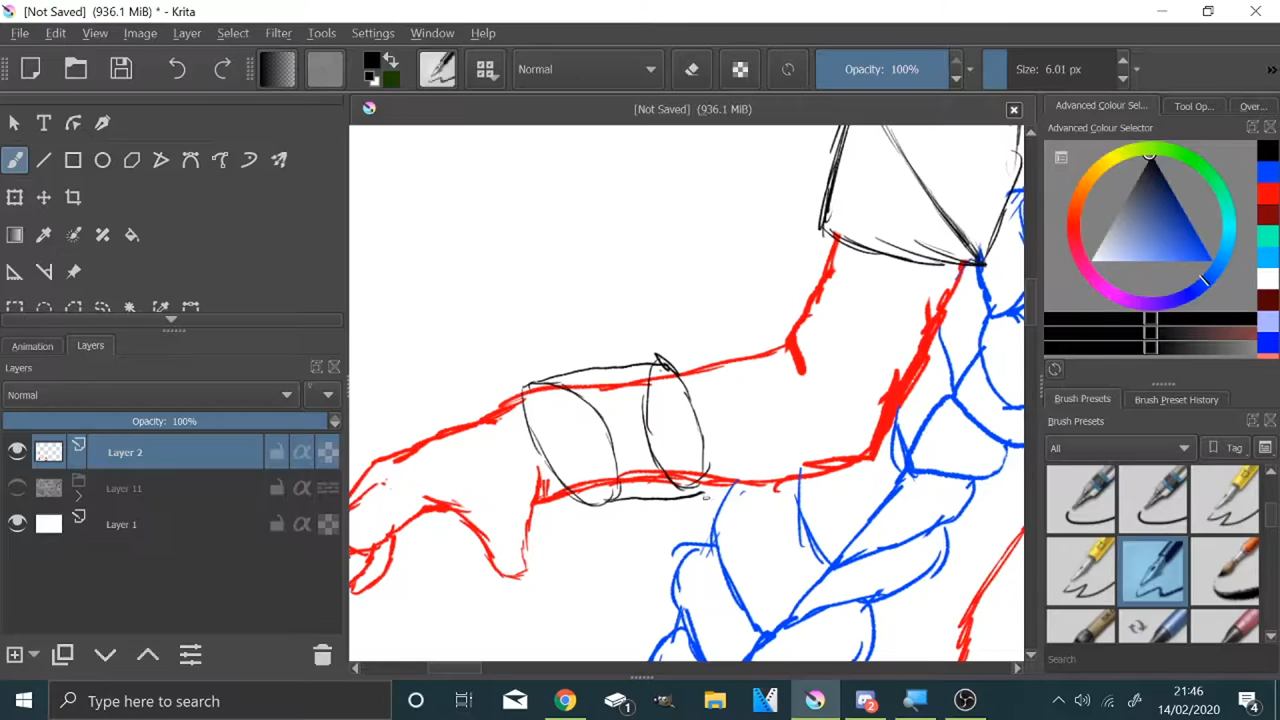 [Not Saved] (936.1 MiB) * - Krita
File Edit View Image Layer Select Filter Tools Settings Window Help
Normal
Opacity: 100%
Size: 6.01 px
[Not Saved] (936.1 MiB)
Advanced Colour Sel...
Tool Op...
Over...
Advanced Colour Selector
Animation
Layers
Layers
Normal
Opacity: 100%
Layer 2
Layer 11
Layer 1
Brush Presets
Brush Preset History
Brush Presets
All
Tag
Search
Type here to search
1
2
21:46
14/02/2020
4